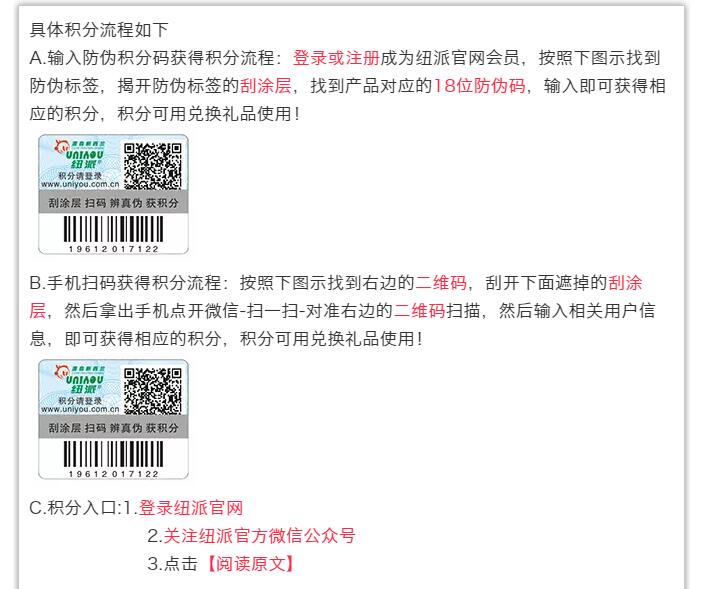 具体积分流程如下
A.输入防伪积分码获得积分流程：登录或注册成为纽派官网会员，按照下图示找到
防伪标签，揭开防伪标签的刮涂层，找到产品对应的18位防伪码，输入即可获得相
应的积分，积分可用兑换礼品使用！
源自新西兰
UNIYOU
纽派
积分请登录
www.uniyou.com.cn
刮涂层 扫码 辨真伪 获积分
19612017122
B.手机扫码获得积分流程：按照下图示找到右边的二维码，刮开下面遮掉的刮涂
层，然后拿出手机点开微信-扫一扫-对准右边的二维码扫描，然后输入相关用户信
息，即可获得相应的积分，积分可用兑换礼品使用！
源自新西兰
UNIYOU
纽派
积分请登录
www.uniyou.com.cn
刮涂层 扫码 辨真伪 获积分
19612017122
C.积分入口:1.登录纽派官网
2.关注纽派官方微信公众号
3.点击【阅读原文】